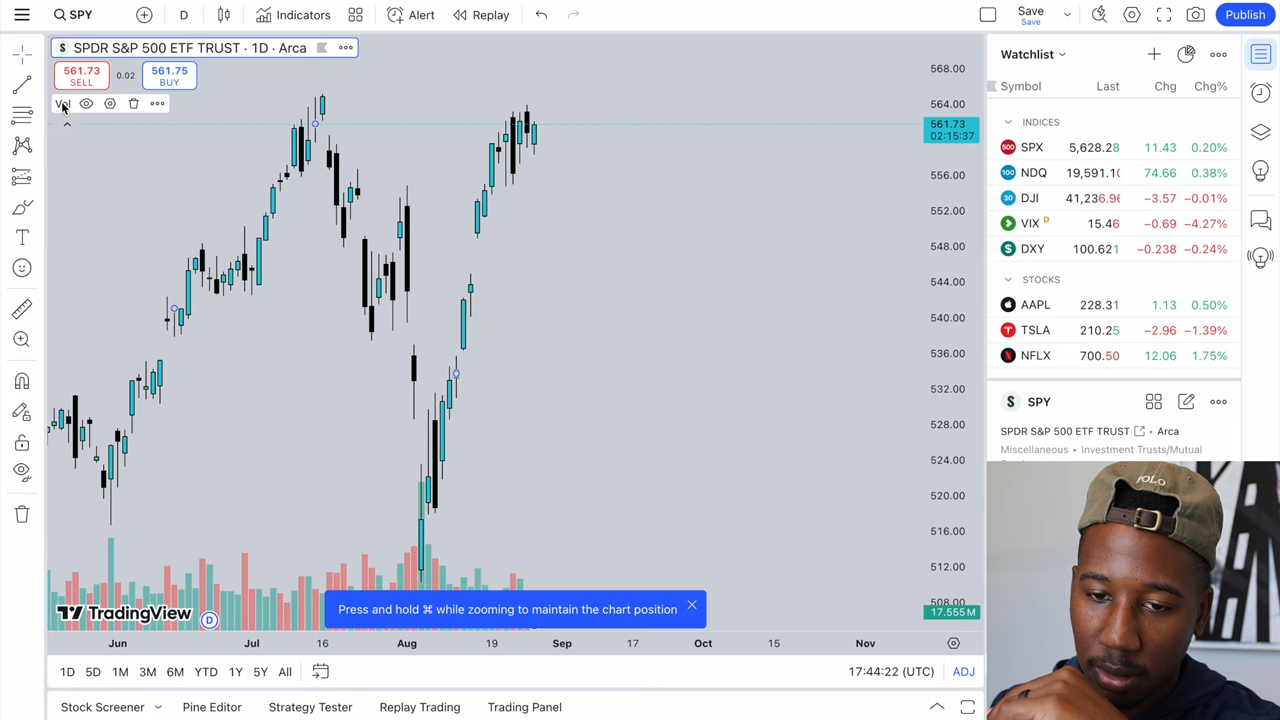 SPY
D
Indicators
Alert
Replay
Save
Save
Publish
S SPDR S&P 500 ETF TRUST · 1D · Arca
561.73
SELL
0.02
561.75
BUY
Vol
568.00
564.00
561.73
02:15:37
556.00
552.00
548.00
544.00
540.00
536.00
532.00
528.00
524.00
520.00
516.00
512.00
508.00
17.555M
TradingView
D
Press and hold ⌘ while zooming to maintain the chart position
Jun Jul 16 Aug 19 Sep 17 Oct 15 Nov
1D 5D 1M 3M 6M YTD 1Y 5Y All
17:44:22 (UTC) ADJ
Stock Screener Pine Editor Strategy Tester Replay Trading Trading Panel
Watchlist
Symbol Last Chg Chg%
INDICES
500 SPX 5,628.28 11.43 0.20%
100 NDQ 19,591.10 74.66 0.38%
30 DJI 41,236.96 −3.57 −0.01%
VIX D 15.46 −0.69 −4.27%
$ DXY 100.621 −0.238 −0.24%
STOCKS
AAPL 228.31 1.13 0.50%
TSLA 210.25 −2.96 −1.39%
NFLX 700.50 12.06 1.75%
S SPY
SPDR S&P 500 ETF TRUST • Arca
Miscellaneous • Investment Trusts/Mutual
POLO